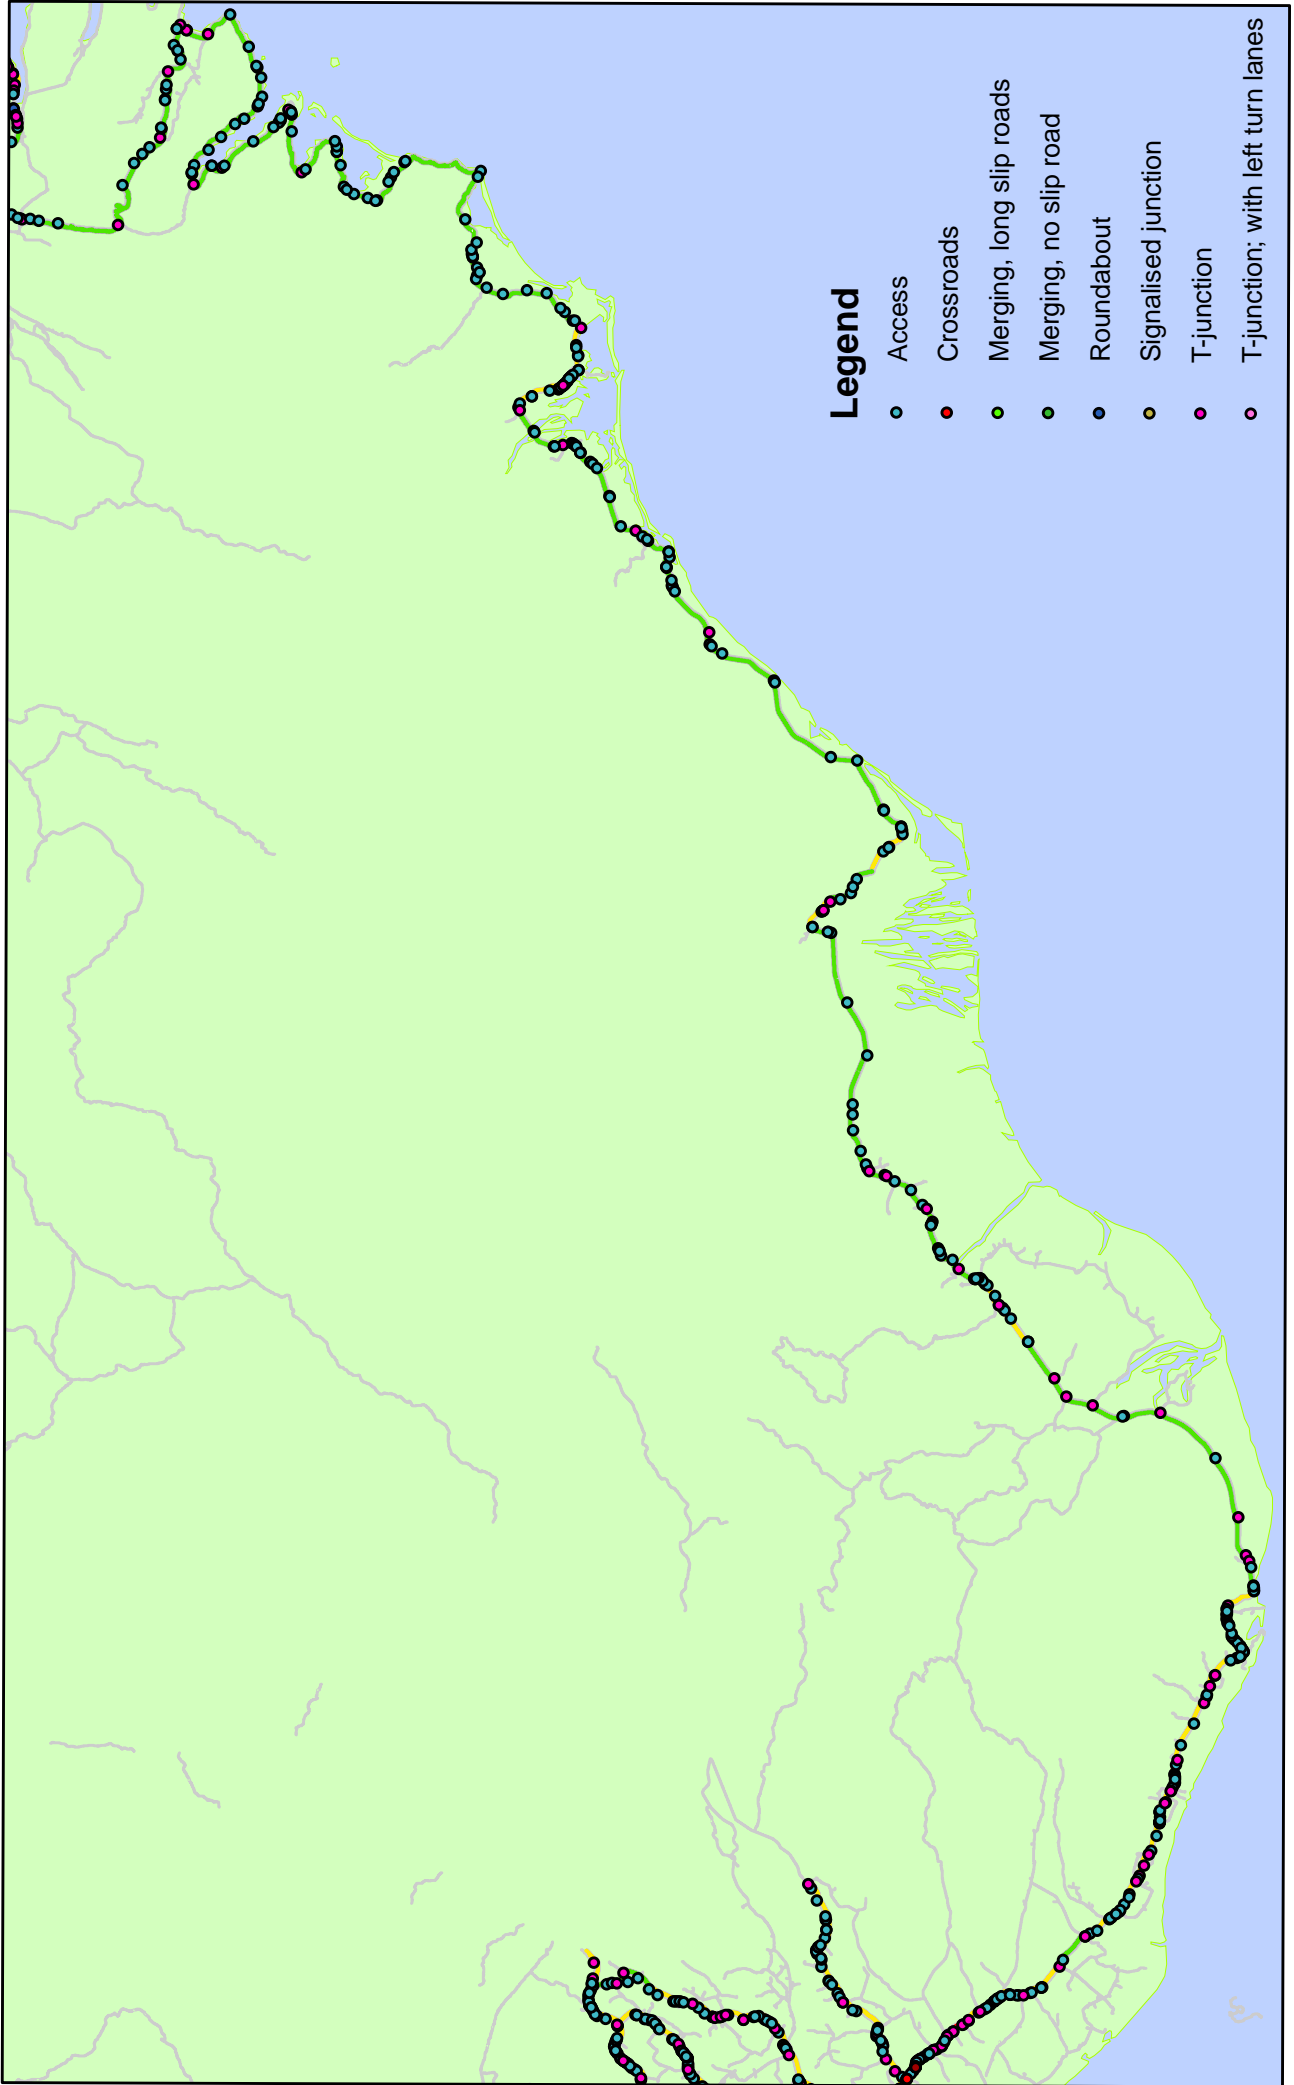 Legend
Access
Crossroads
Merging, long slip roads
Merging, no slip road
Roundabout
Signalised junction
T-junction
T-junction; with left turn lanes